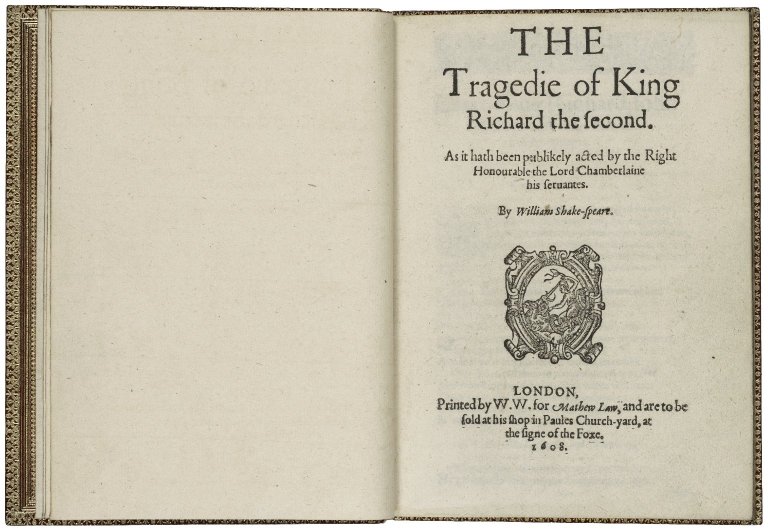 THE
Tragedie of King
Richard the ſecond.
As it hath been publikely acted by the Right
Honourable the Lord Chamberlaine
his ſeruantes.
By William Shake-ſpeare.
LONDON,
Printed by W.W. for Mathew Law, and are to be
ſold at his ſhop in Paules Church-yard, at
the ſigne of the Foxe.
1608.